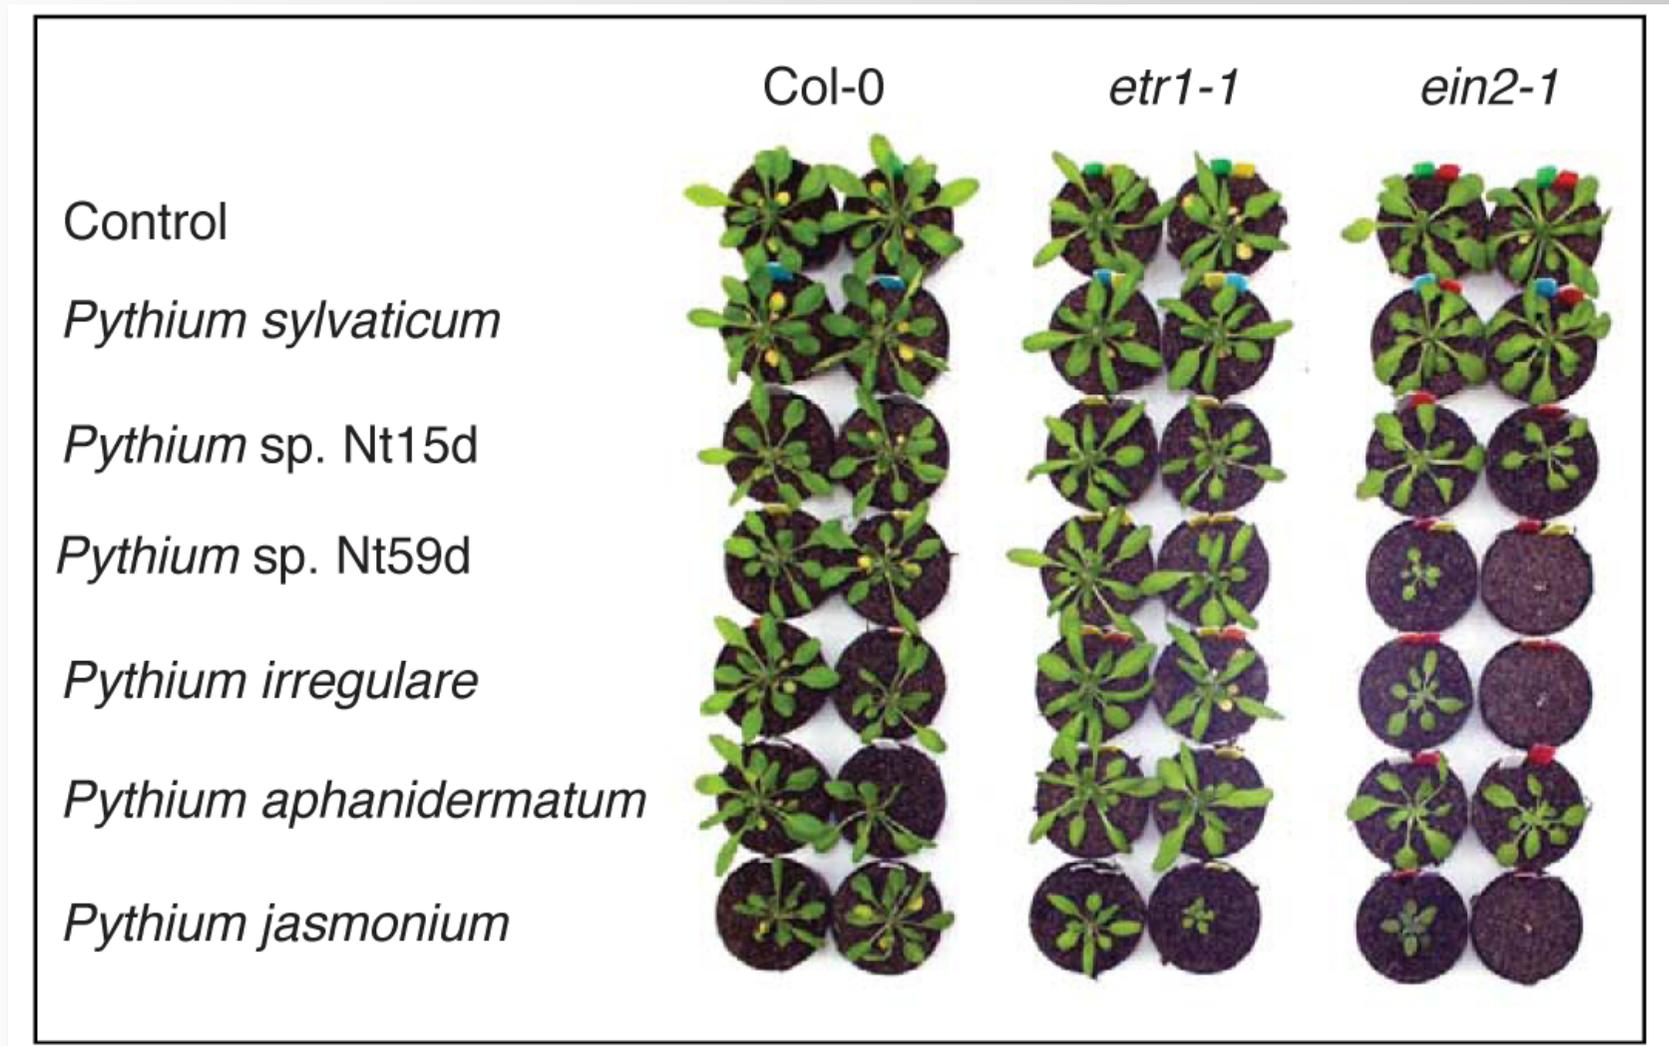 Col-0 etr1-1 ein2-1
Control
Pythium sylvaticum
Pythium sp. Nt15d
Pythium sp. Nt59d
Pythium irregulare
Pythium aphanidermatum
Pythium jasmonium